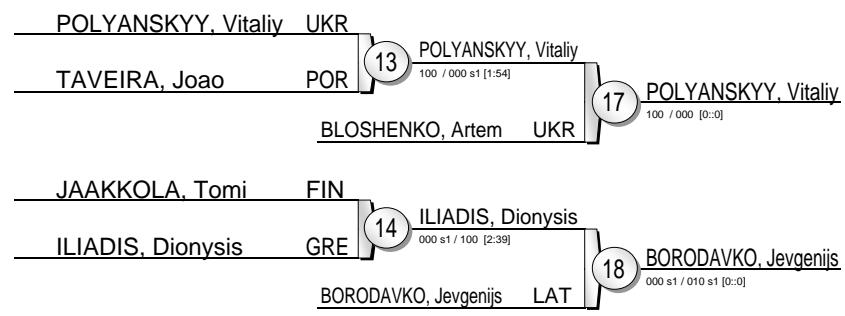 POLYANSKYY, Vitaliy UKR
13
POLYANSKYY, Vitaliy
100 / 000 s1 [1:54]
TAVEIRA, Joao POR
17
POLYANSKYY, Vitaliy
100 / 000 [0::0]
BLOSHENKO, Artem UKR
JAAKKOLA, Tomi FIN
14
ILIADIS, Dionysis
000 s1 / 100 [2:39]
ILIADIS, Dionysis GRE
18
BORODAVKO, Jevgenijs
000 s1 / 010 s1 [0::0]
BORODAVKO, Jevgenijs LAT